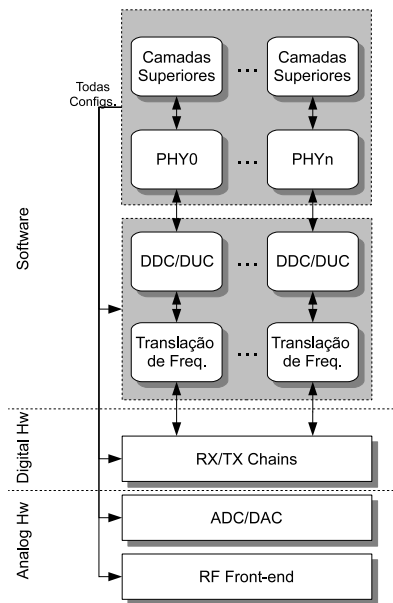 Camadas
Superiores
...
Camadas
Superiores
Todas
Configs.
PHY0
...
PHYn
Software
DDC/DUC
...
DDC/DUC
Translação
de Freq.
...
Translação
de Freq.
Digital Hw
RX/TX Chains
Analog Hw
ADC/DAC
RF Front-end